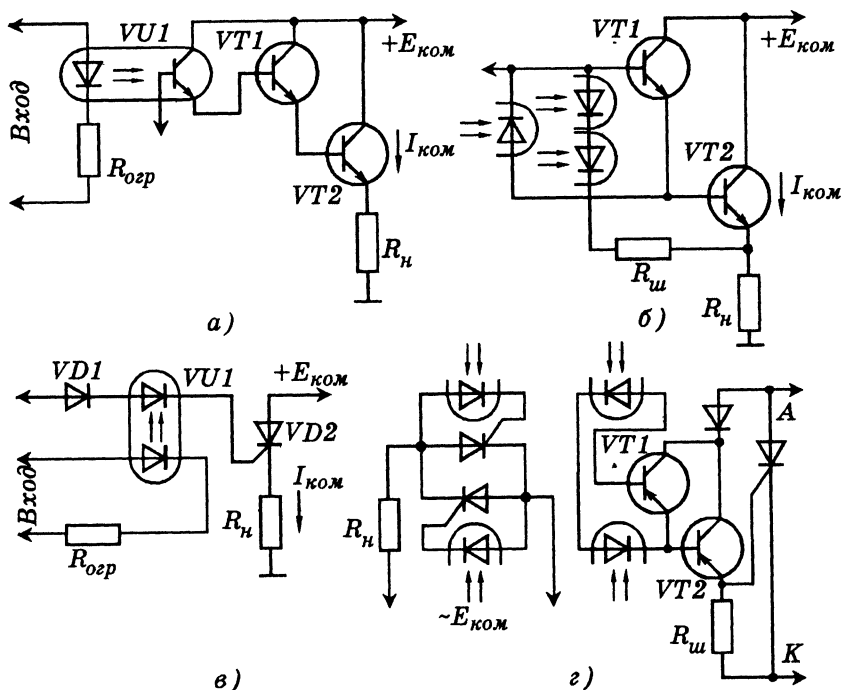 VU1
VT1
+Eком
Вход
Rогр
VT2
Iком
Rн
а)
VT1
+Eком
VT2
Iком
Rш
Rн
б)
VD1
VU1
+Eком
VD2
Вход
Iком
Rогр
Rн
в)
Rн
~Eком
VT1
A
VT2
Rш
K
г)